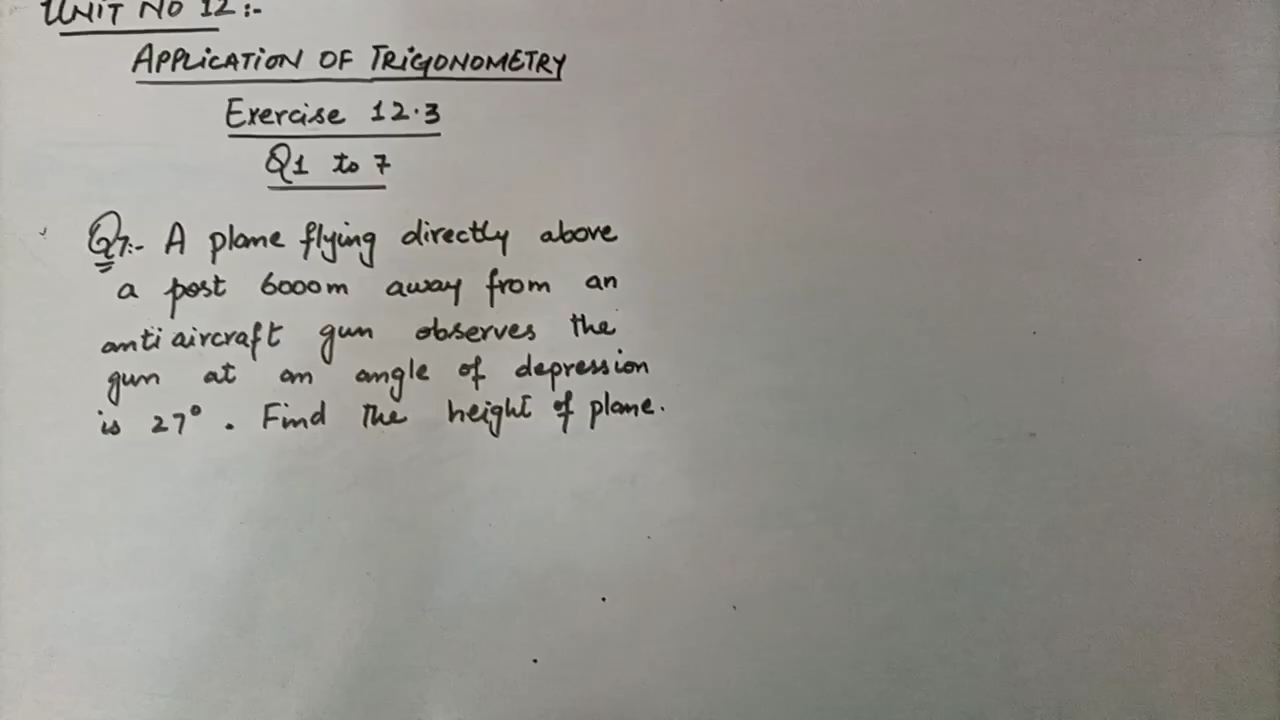 UNIT NO 12:-
APPLICATION OF TRIGONOMETRY
Exercise 12.3
Q1 to 7
Q7:- A plane flying directly above
a post 6000m away from an
anti aircraft gun observes the
gun at an angle of depression
is 27°. Find the height of plane.